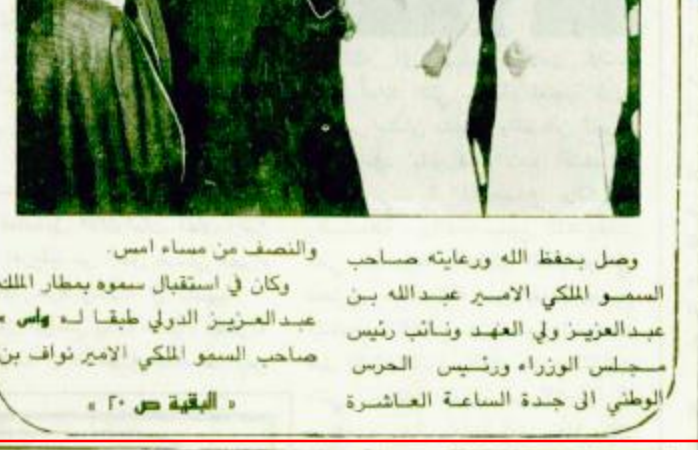 وصل بحفظ الله ورعايته صاحب
السمو الملكي الامير عبدالله بن
عبدالعزيز ولي العهد ونائب رئيس
مجلس الوزراء ورئيس الحرس
الوطني الى جدة الساعة العاشرة
والنصف من مساء امس.
وكان في استقبال سموه بمطار الملك
عبدالعزيز الدولي طبقا لـ« واس »
صاحب السمو الملكي الامير نواف بن
« البقية ص ٢٠ »